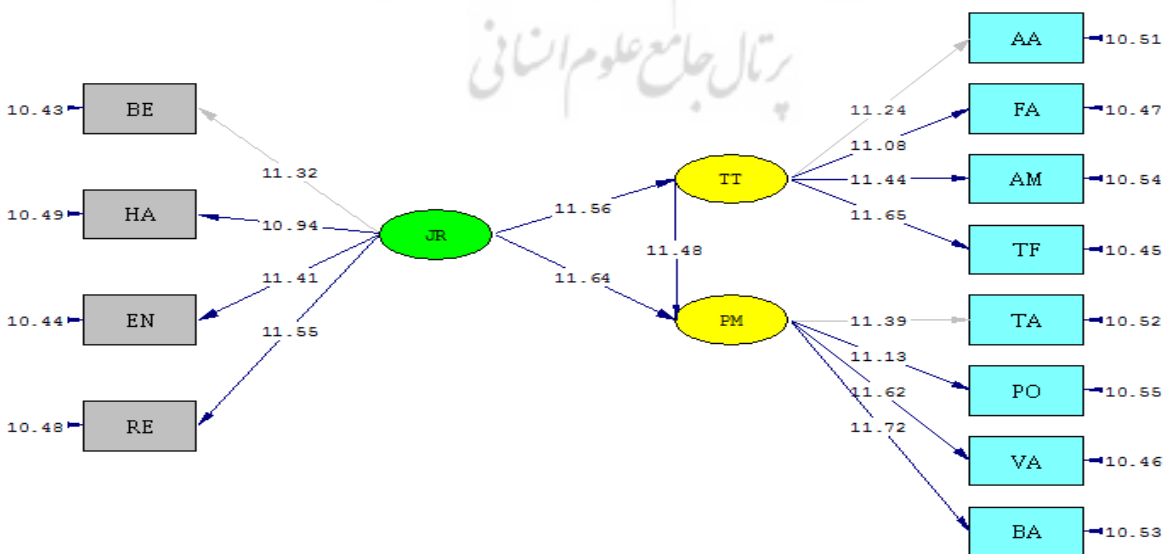 پرتال جامع علوم انسانی
AA 10.51
10.43 BE 11.24 FA 10.47
11.08
11.32 TT 11.44 AM 10.54
10.49 HA 10.94 11.56 11.65
JR 11.48 TF 10.45
11.41 11.64
10.44 EN 11.55 PM 11.39 TA 10.52
11.13
11.62 PO 10.55
10.48 RE 11.72
VA 10.46
BA 10.53